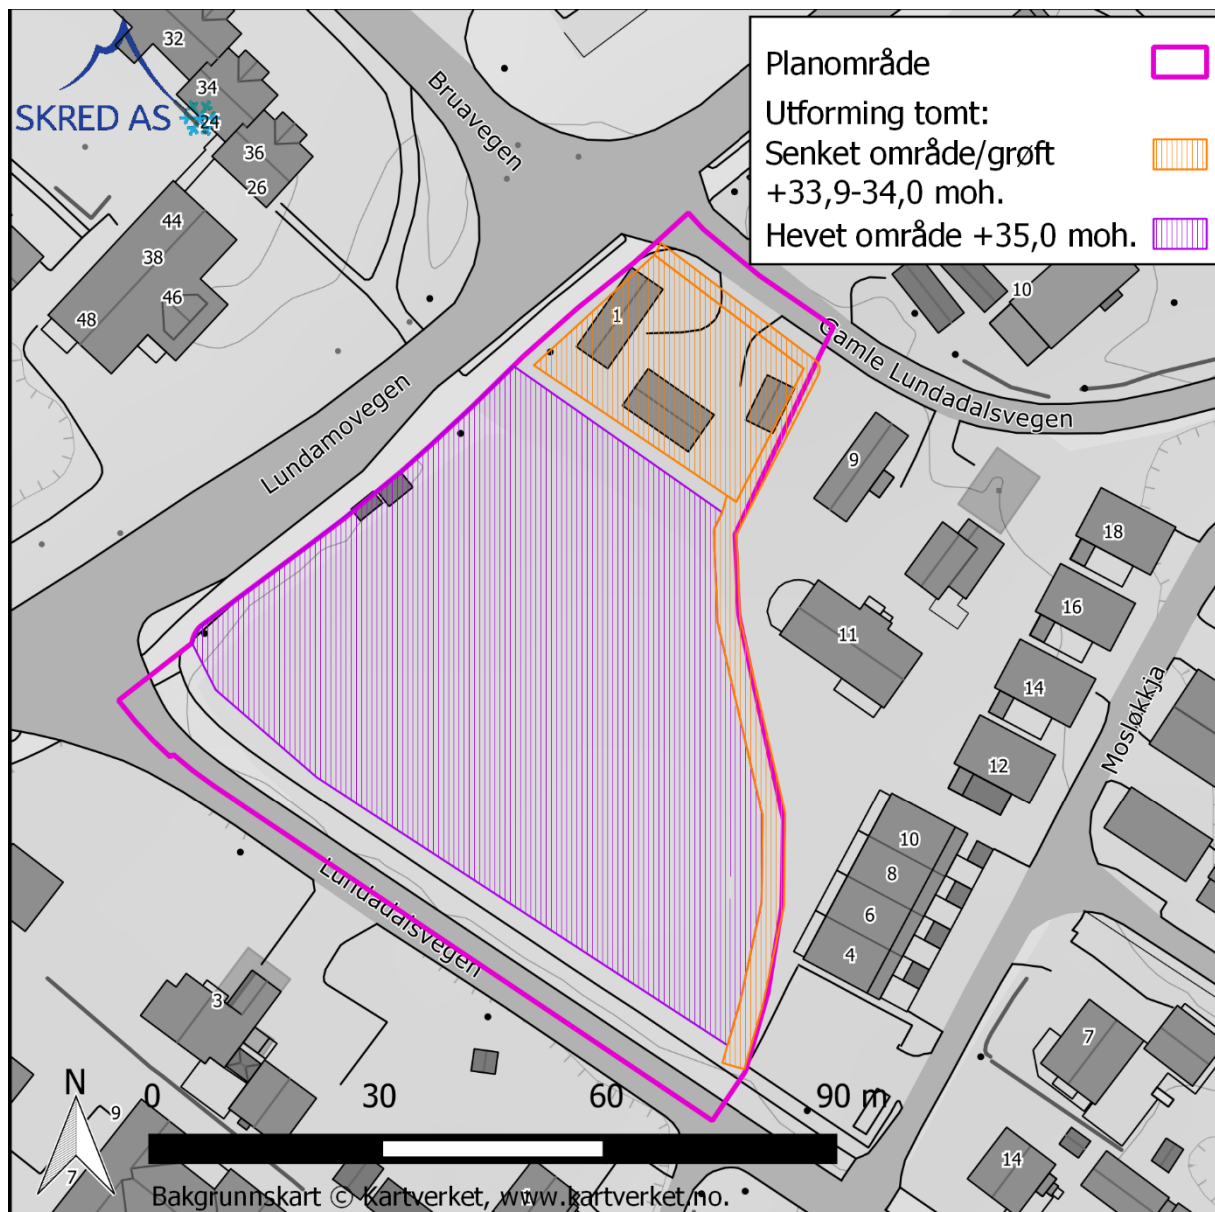 SKRED AS
Planområde
Utforming tomt:
Senket område/grøft
+33,9-34,0 moh.
Hevet område +35,0 moh.
32
34
24
36
26
44
38
46
48
Bruavegen
1
10
Gamle Lundadalsvegen
Lundamovegen
9
18
16
11
14
12
Mosløkkja
10
8
6
4
Lundadalsvegen
3
7
N
0 30 60 90 m
9
7
14
Bakgrunnskart © Kartverket, www.kartverket.no.